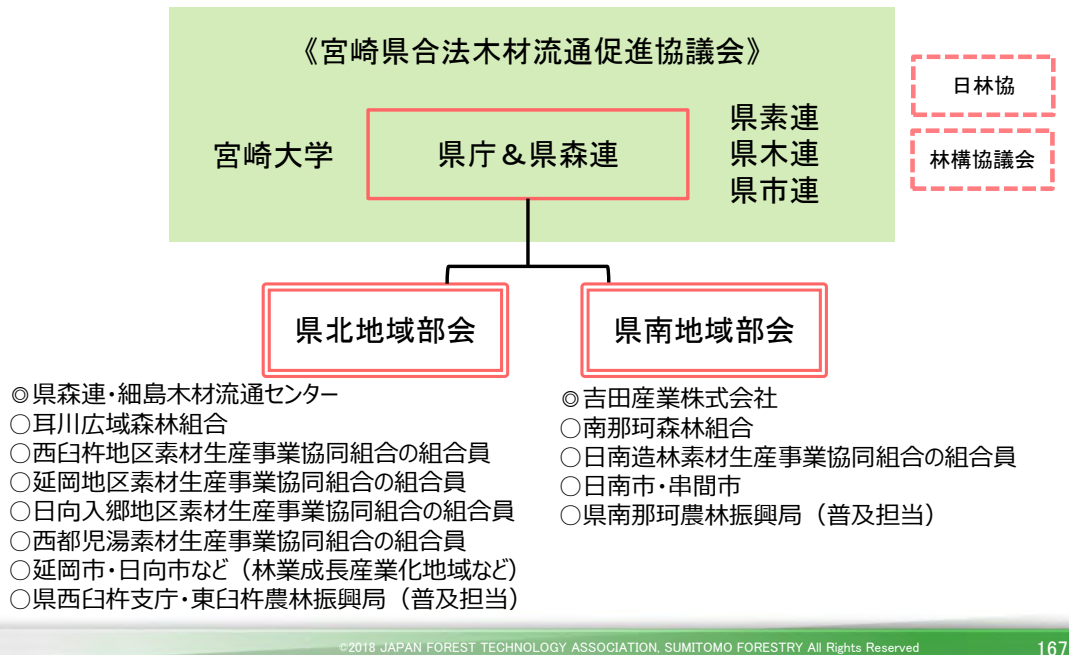 《宮崎県合法木材流通促進協議会》
宮崎大学
県庁＆県森連
県素連
県木連
県市連
日林協
林構協議会
県北地域部会
県南地域部会
◎県森連・細島木材流通センター
○耳川広域森林組合
○西臼杵地区素材生産事業協同組合の組合員
○延岡地区素材生産事業協同組合の組合員
○日向入郷地区素材生産事業協同組合の組合員
○西都児湯素材生産事業協同組合の組合員
○延岡市・日向市など（林業成長産業化地域など）
○県西臼杵支庁・東臼杵農林振興局（普及担当）
◎吉田産業株式会社
○南那珂森林組合
○日南造林素材生産事業協同組合の組合員
○日南市・串間市
○県南那珂農林振興局（普及担当）
©2018 JAPAN FOREST TECHNOLOGY ASSOCIATION, SUMITOMO FORESTRY All Rights Reserved
167